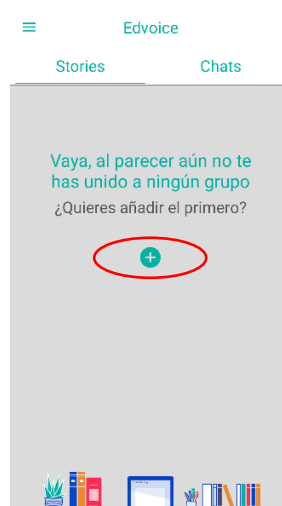 Edvoice
Stories Chats
Vaya, al parecer aún no te
has unido a ningún grupo
¿Quieres añadir el primero?